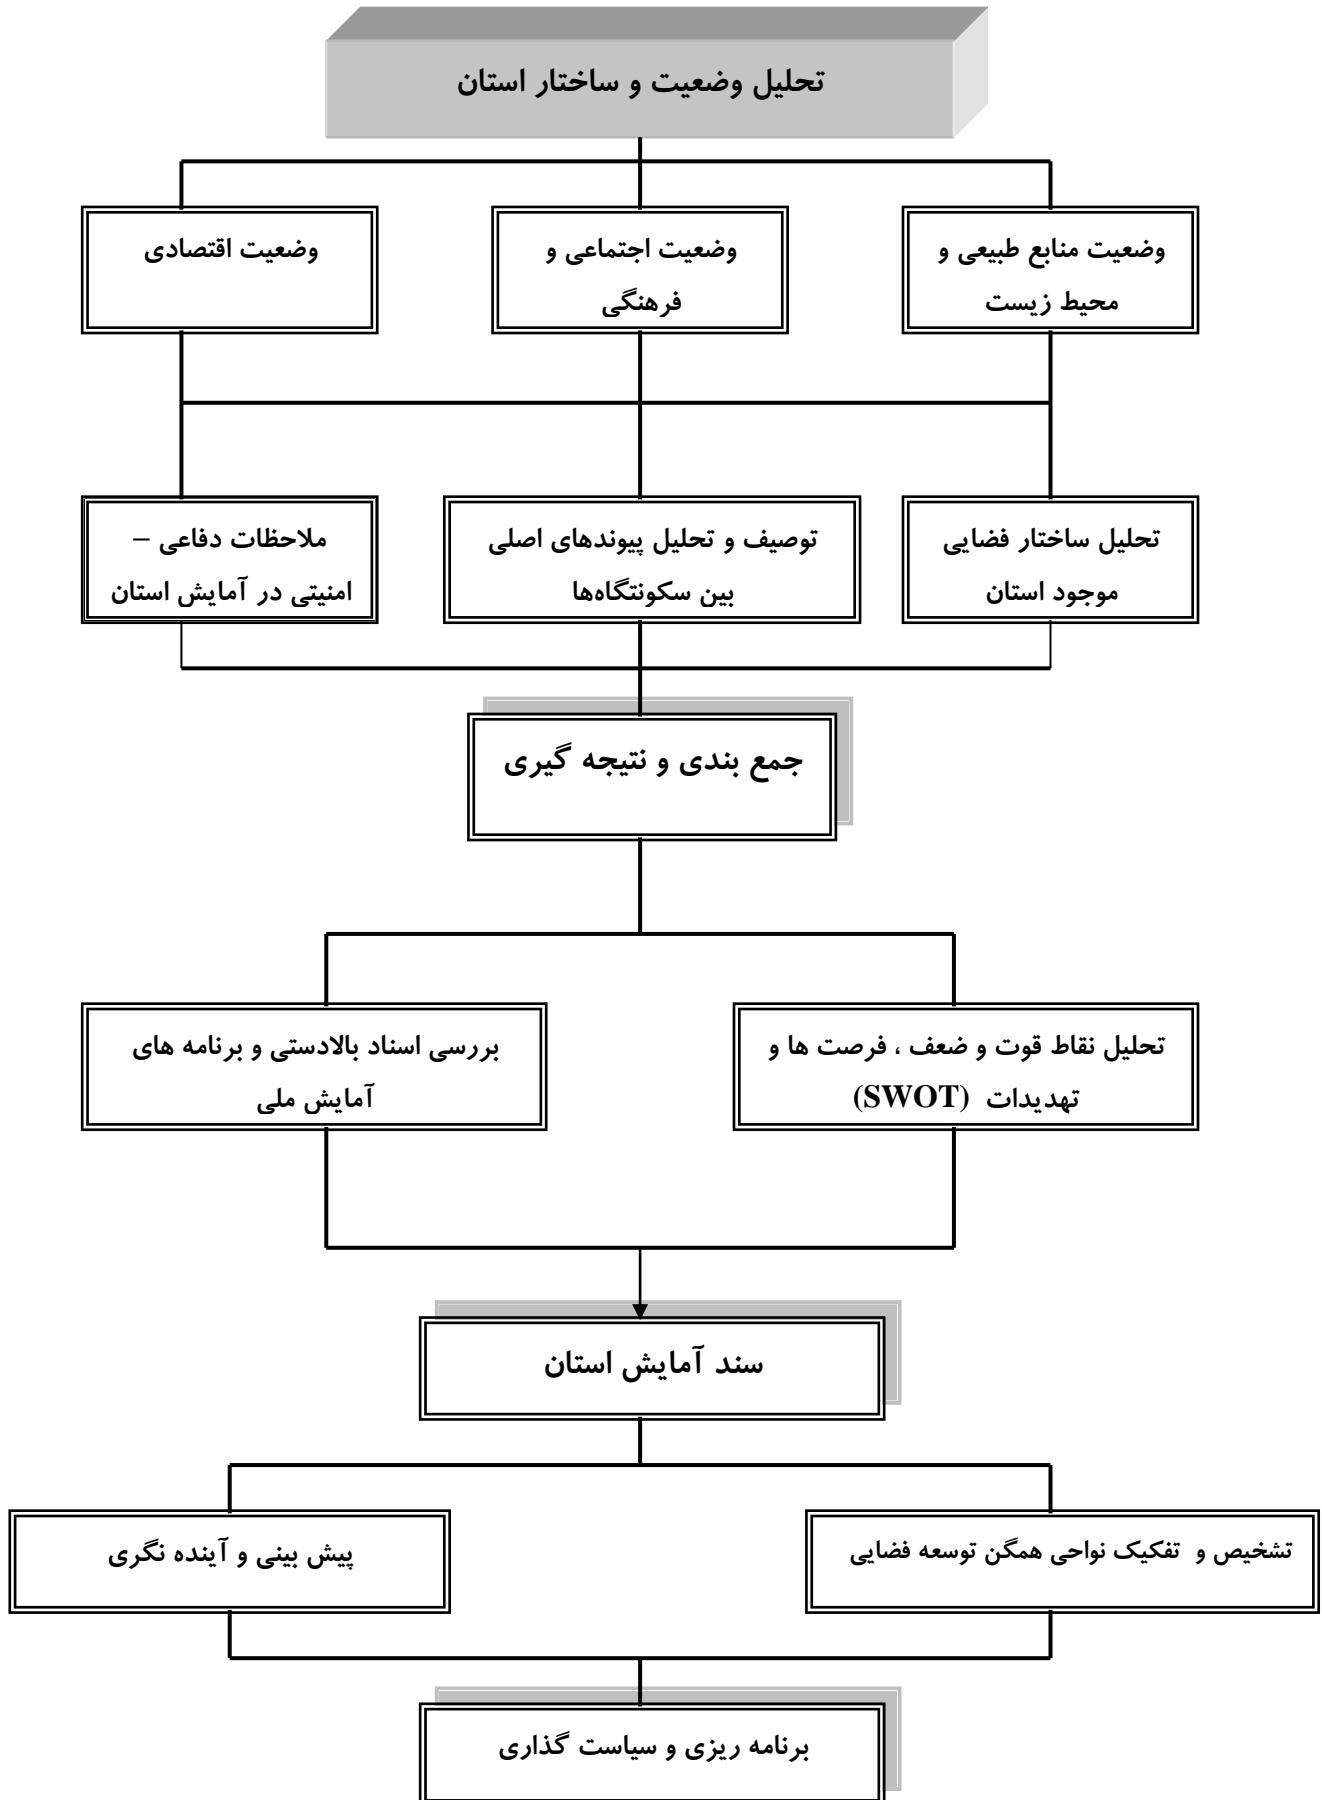 تحلیل وضعیت و ساختار استان
وضعیت منابع طبیعی و
محیط زیست
وضعیت اجتماعی و
فرهنگی
وضعیت اقتصادی
تحلیل ساختار فضایی
موجود استان
توصیف و تحلیل پیوندهای اصلی
بین سکونتگاه‌ها
ملاحظات دفاعی –
امنیتی در آمایش استان
جمع بندی و نتیجه گیری
تحلیل نقاط قوت و ضعف ، فرصت ها و
تهدیدات (SWOT)
بررسی اسناد بالادستی و برنامه های
آمایش ملی
سند آمایش استان
تشخیص و تفکیک نواحی همگن توسعه فضایی
پیش بینی و آینده نگری
برنامه ریزی و سیاست گذاری